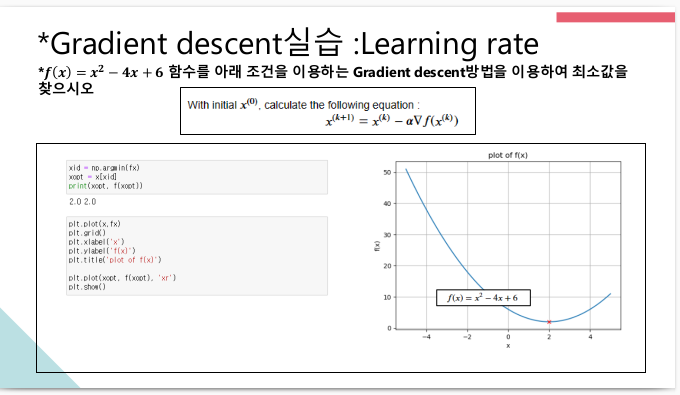 *Gradient descent실습 :Learning rate
*f(x) = x² − 4x + 6 함수를 아래 조건을 이용하는 Gradient descent방법을 이용하여 최소값을
찾으시오
With initial x⁽⁰⁾, calculate the following equation :
x⁽ᵏ⁺¹⁾ = x⁽ᵏ⁾ − α∇f(x⁽ᵏ⁾)
xid = np.argmin(fx)
xopt = x[xid]
print(xopt, f(xopt))
2.0 2.0
plt.plot(x,fx)
plt.grid()
plt.xlabel('x')
plt.ylabel('f(x)')
plt.title('plot of f(x)')
plt.plot(xopt, f(xopt), 'xr')
plt.show()
plot of f(x)
50
40
30
20
10
0
f(x)
f(x) = x² − 4x + 6
−4 −2 0 2 4
x